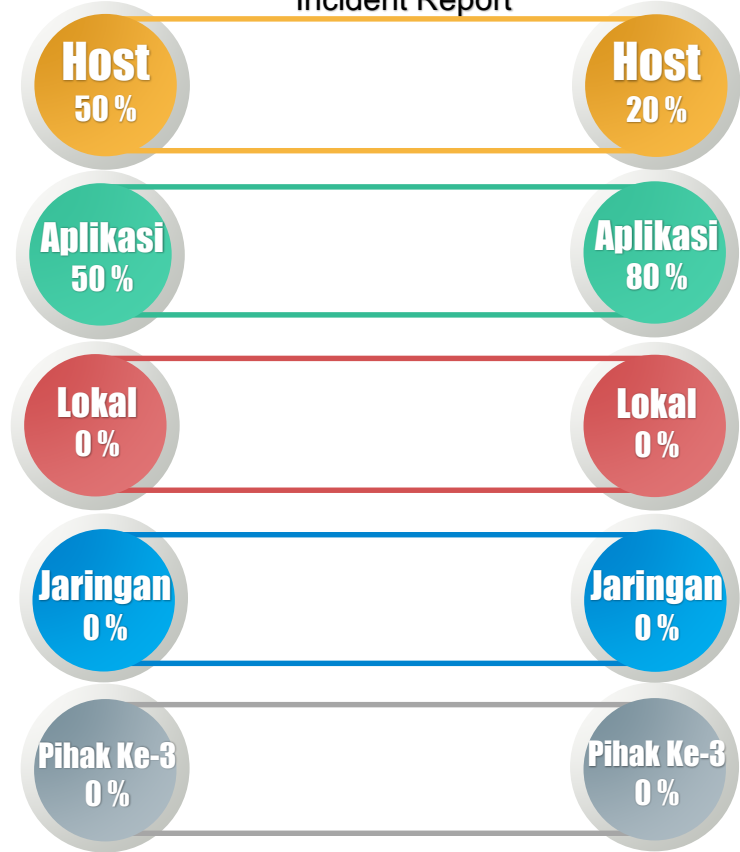 Incident Report
Host
50 %
Host
20 %
Aplikasi
50 %
Aplikasi
80 %
Lokal
0 %
Lokal
0 %
Jaringan
0 %
Jaringan
0 %
Pihak Ke-3
0 %
Pihak Ke-3
0 %